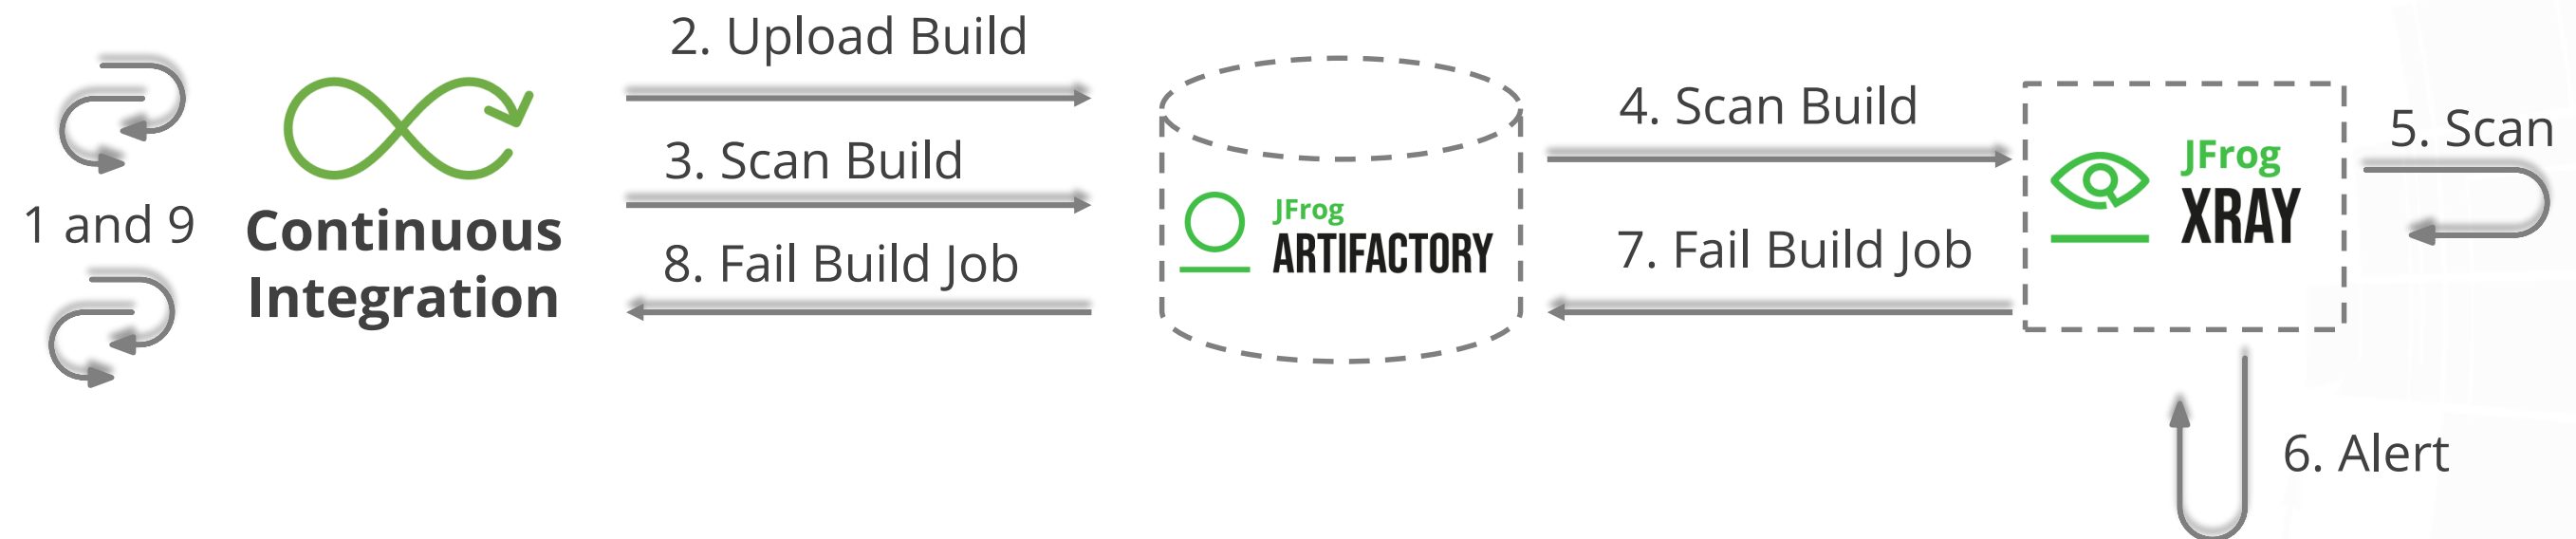 2. Upload Build
3. Scan Build
8. Fail Build Job
1 and 9
Continuous
Integration
JFrog
ARTIFACTORY
4. Scan Build
7. Fail Build Job
JFrog
XRAY
5. Scan
6. Alert